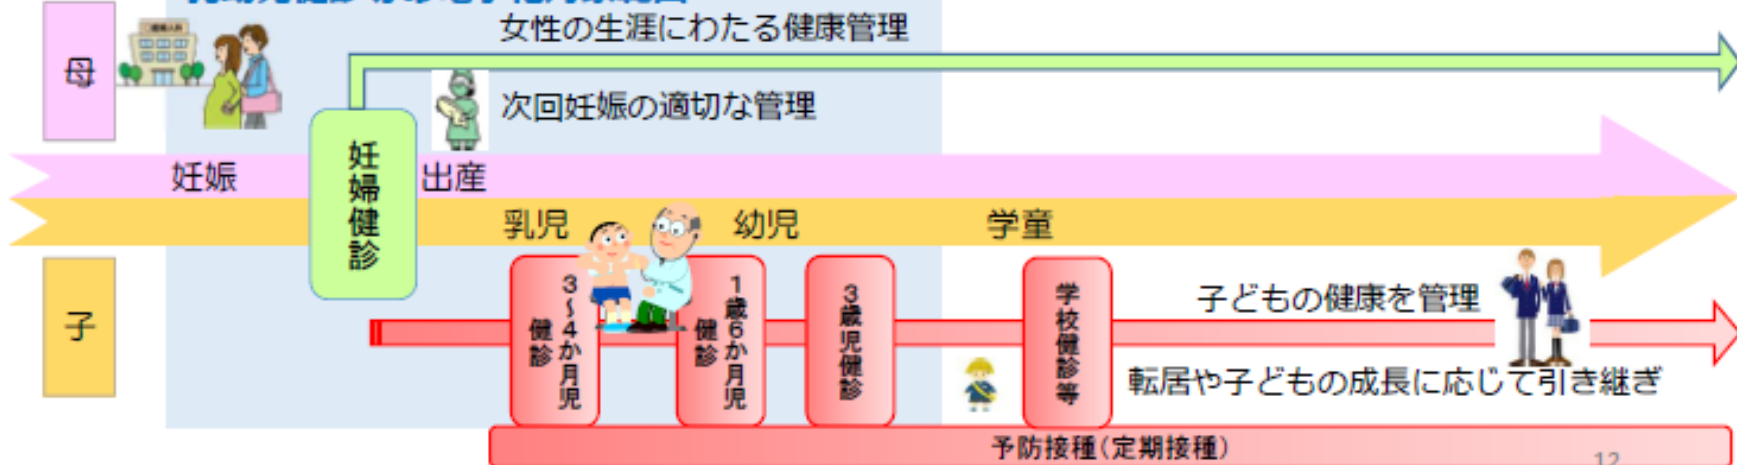 女性の生涯にわたる健康管理
母
次回妊娠の適切な管理
妊婦健診
妊娠
出産
乳児
幼児
学童
子
3~4か月児
健診
1歳6か月児
健診
3歳児健診
学校健診等
子どもの健康を管理
転居や子どもの成長に応じて引き継ぎ
予防接種(定期接種)
12